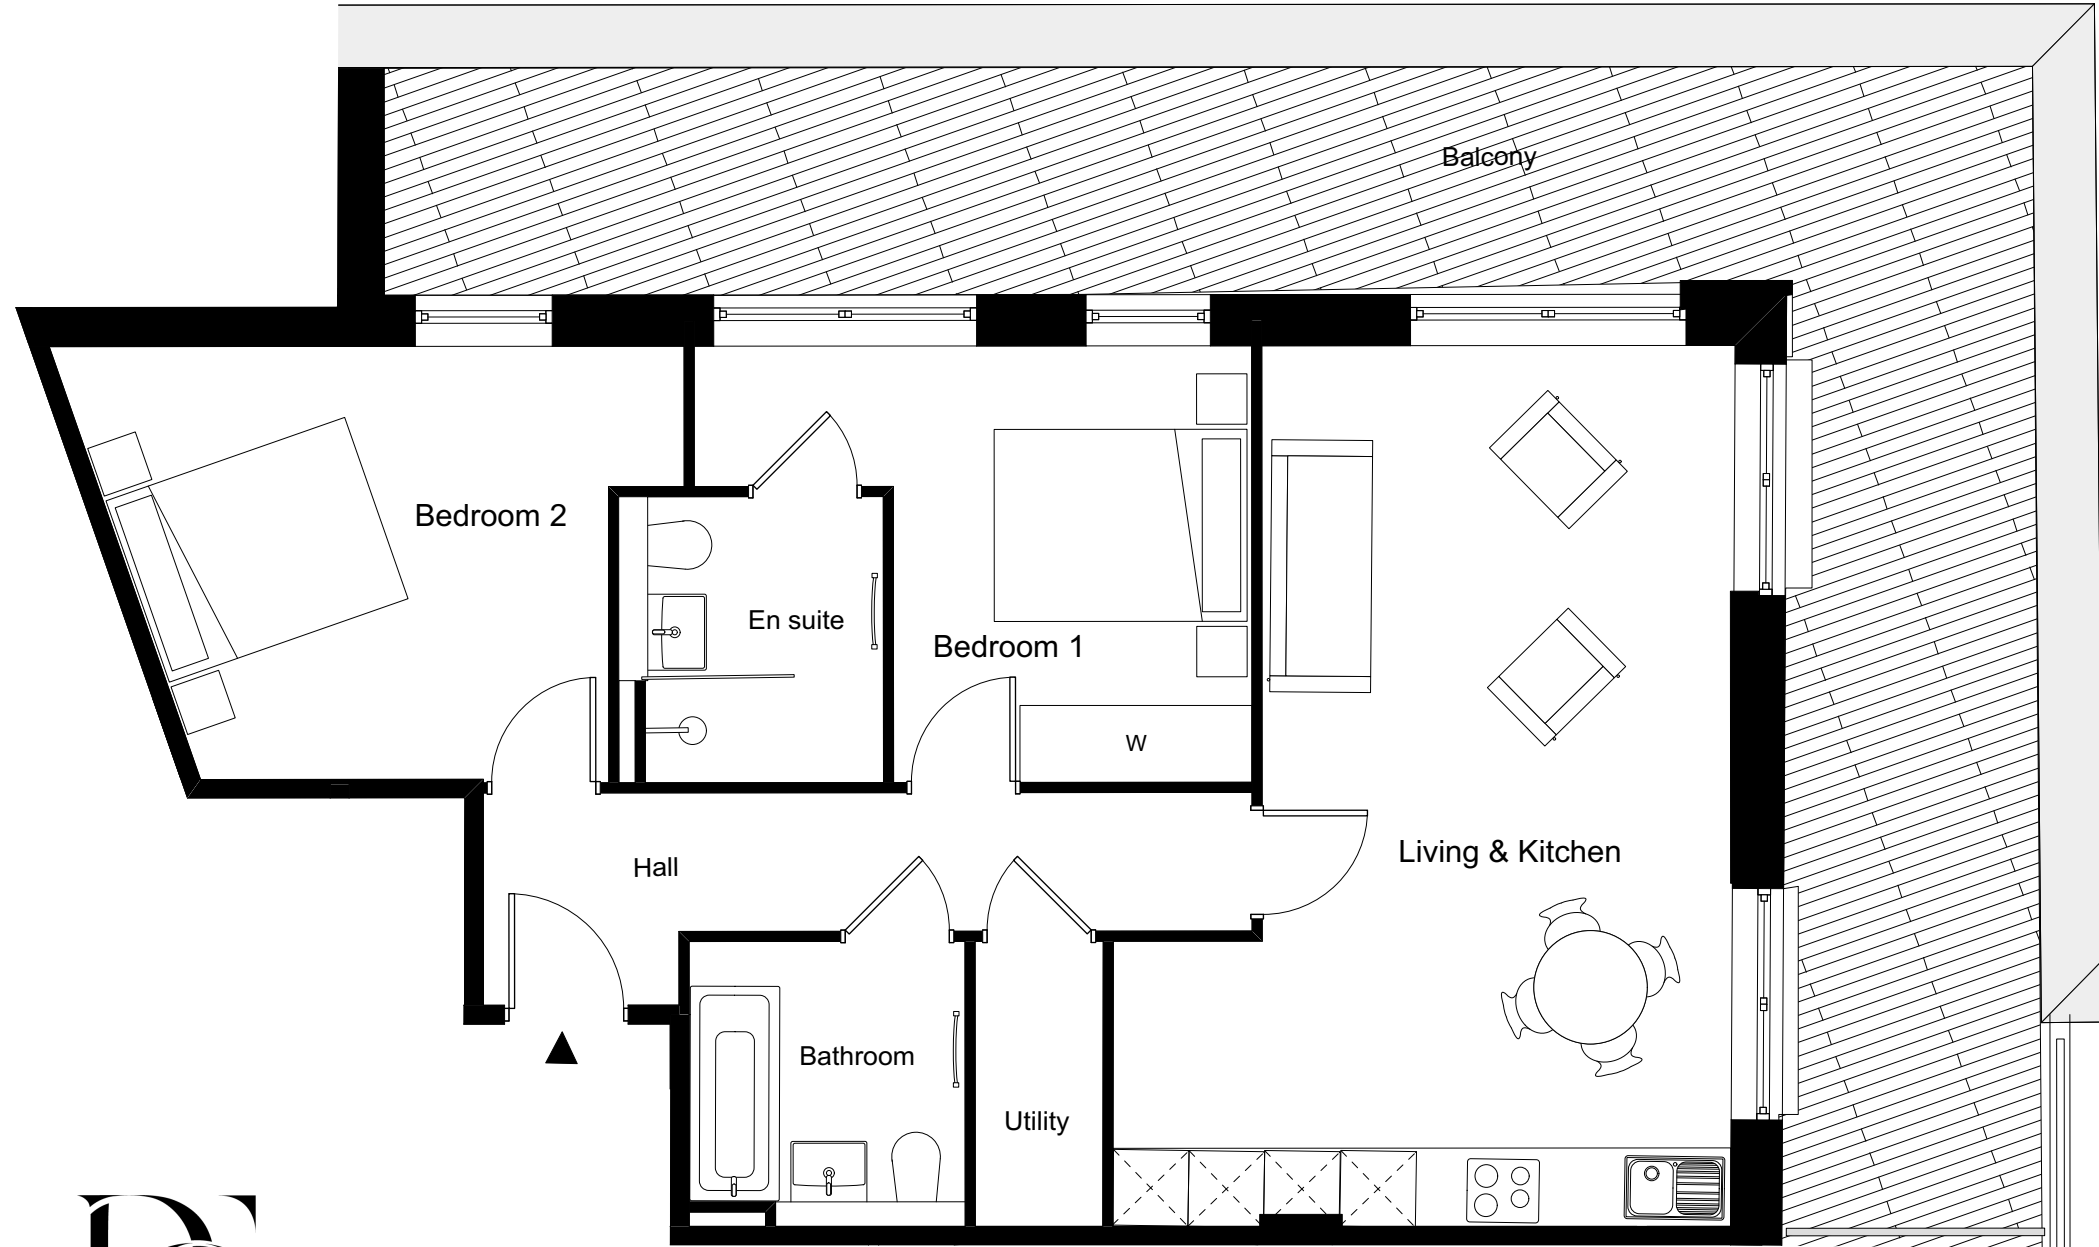 Balcony
Bedroom 2
En suite
Bedroom 1
W
Living & Kitchen
Hall
Bathroom
Utility